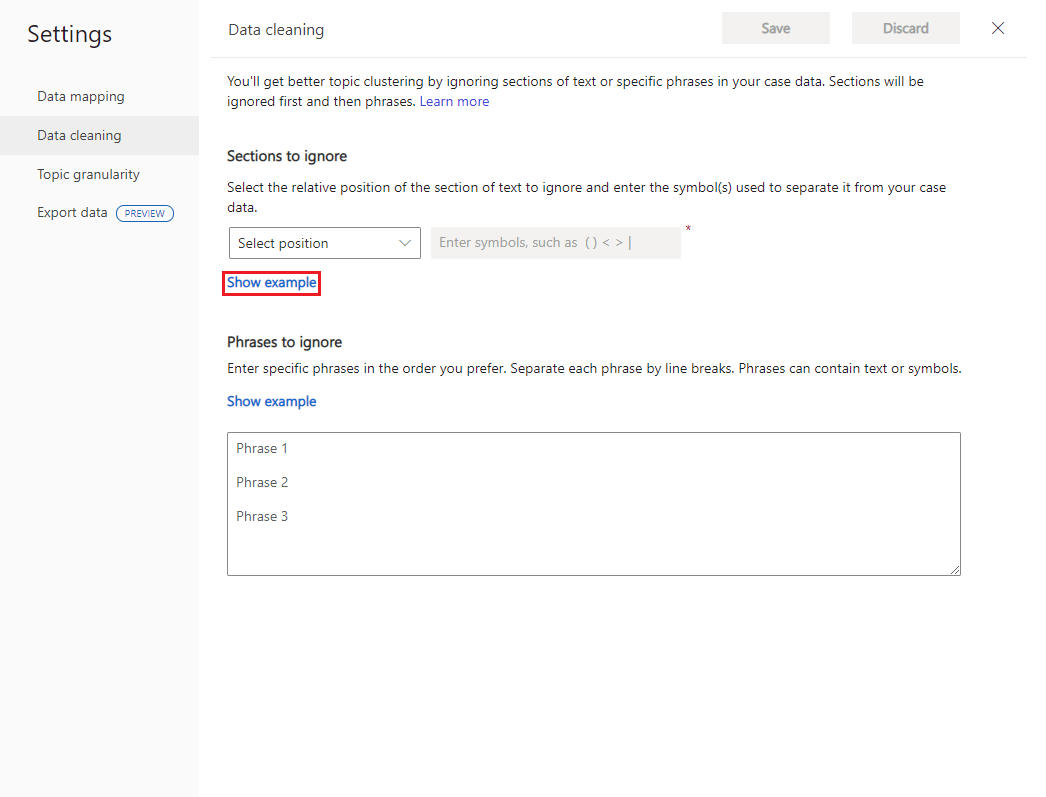 Settings
Data mapping
Data cleaning
Topic granularity
Export data PREVIEW
Data cleaning
Save
Discard
You'll get better topic clustering by ignoring sections of text or specific phrases in your case data. Sections will be
ignored first and then phrases. Learn more
Sections to ignore
Select the relative position of the section of text to ignore and enter the symbol(s) used to separate it from your case
data.
Select position
Enter symbols, such as ( ) < > |
*
Show example
Phrases to ignore
Enter specific phrases in the order you prefer. Separate each phrase by line breaks. Phrases can contain text or symbols.
Show example
Phrase 1
Phrase 2
Phrase 3